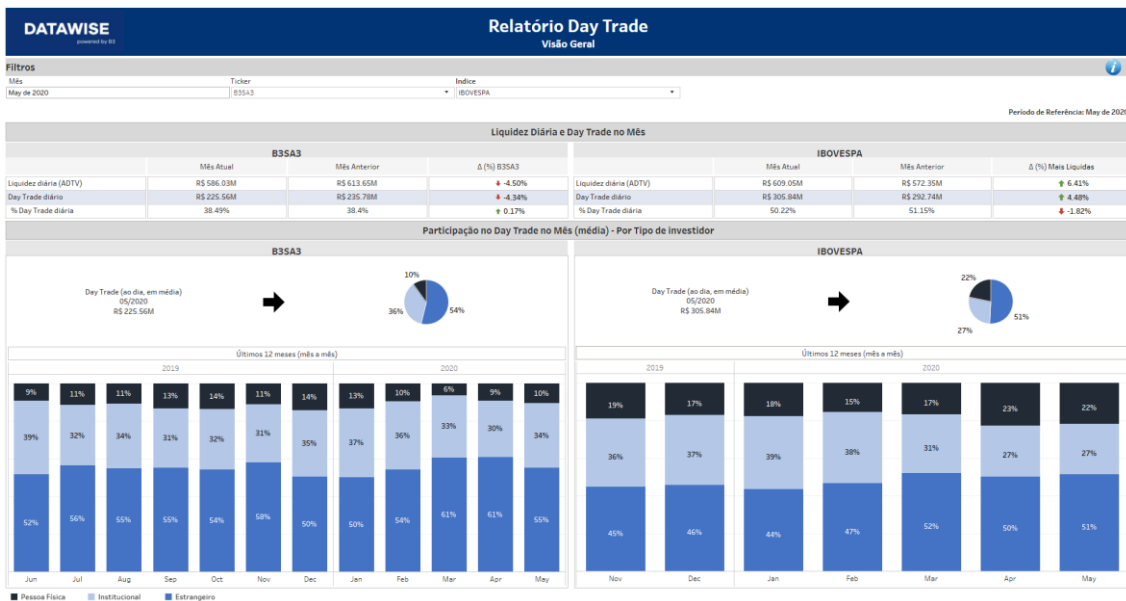 DATAWISE
powered by B3
Relatório Day Trade
Visão Geral
Filtros
Mês Ticker Indice
May de 2020 B3SA3 IBOVESPA
Período de Referência: May de 2020
Liquidez Diária e Day Trade no Mês
B3SA3 IBOVESPA
Mês Atual Mês Anterior Δ (%) B3SA3 Mês Atual Mês Anterior Δ (%) Mais Liquidas
Liquidez diária (ADTV) R$ 586.03M R$ 613.65M -4.50% Liquidez diária (ADTV) R$ 609.05M R$ 572.35M 6.41%
Day Trade diário R$ 225.56M R$ 235.78M -4.34% Day Trade diário R$ 305.84M R$ 292.74M 4.48%
% Day Trade diária 38.49% 38.4% 0.17% % Day Trade diária 50.22% 51.15% -1.82%
Participação no Day Trade no Mês (média) - Por Tipo de investidor
B3SA3 IBOVESPA
Day Trade (ao dia, em média)
05/2020
R$ 225.56M
10%
36% 54%
Day Trade (ao dia, em média)
05/2020
R$ 305.84M
22%
51%
27%
Últimos 12 meses (mês a mês) Últimos 12 meses (mês a mês)
2019 2020 2019 2020
9% 11% 11% 13% 14% 11% 14% 13% 10% 6% 9% 10% 19% 17% 18% 15% 17% 23% 22%
39% 32% 34% 31% 32% 31% 35% 37% 36% 33% 30% 34% 36% 37% 39% 38% 31% 27% 27%
52% 56% 55% 55% 54% 58% 50% 50% 54% 61% 61% 55% 45% 46% 44% 47% 52% 50% 51%
Jun Jul Aug Sep Oct Nov Dec Jan Feb Mar Apr May Nov Dec Jan Feb Mar Apr May
Pessoa Física Institucional Estrangeiro